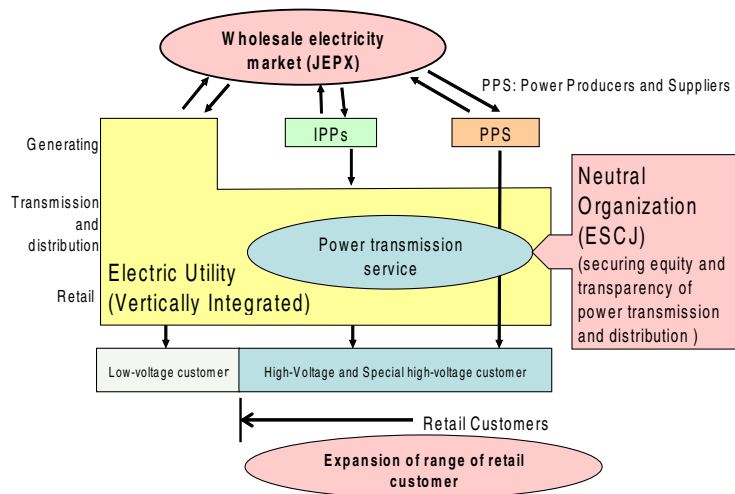 Wholesale electricity
market (JEPX)
PPS: Power Producers and Suppliers
Generating
IPPs
PPS
Transmission
and
distribution
Power transmission
service
Neutral
Organization
(ESCJ)
(securing equity and
transparency of
power transmission
and distribution )
Electric Utility
(Vertically Integrated)
Retail
Low-voltage customer
High-Voltage and Special high-voltage customer
Retail Customers
Expansion of range of retail
customer